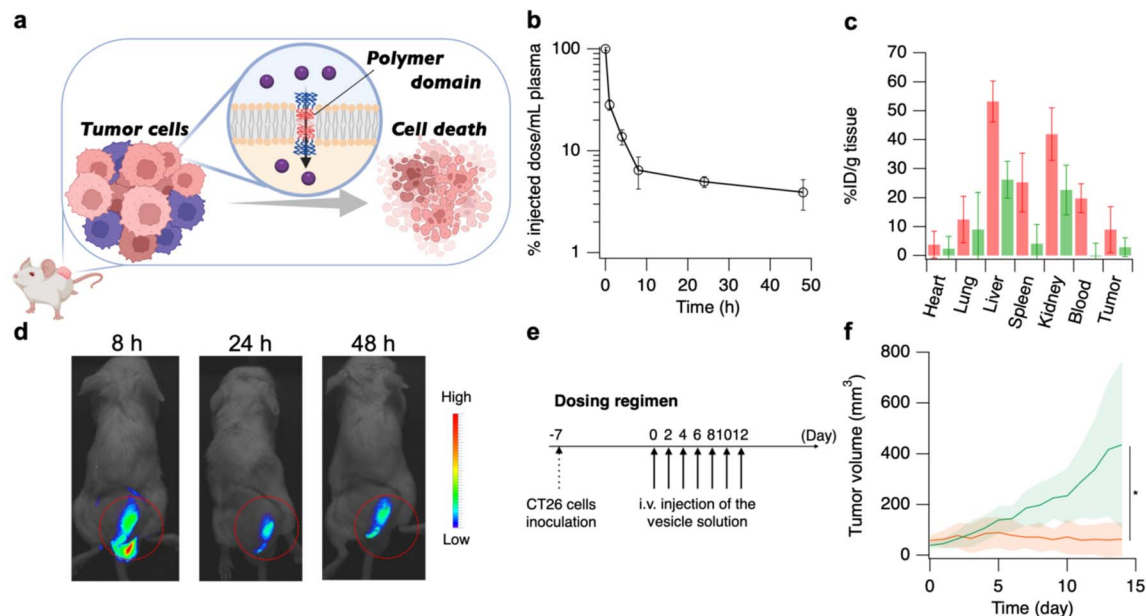 a
Polymer
domain
Tumor cells
Cell death
b
% injected dose/mL plasma
100
10
1
0 10 20 30 40 50
Time (h)
c
%ID/g tissue
70
60
50
40
30
20
10
0
Heart
Lung
Liver
Spleen
Kidney
Blood
Tumor
d
8 h
24 h
48 h
High
Low
e
Dosing regimen
-7 0 2 4 6 8 10 12 (Day)
CT26 cells
inoculation
i.v. injection of the
vesicle solution
f
Tumor volume (mm³)
800
600
400
200
0
*
0 5 10 15
Time (day)